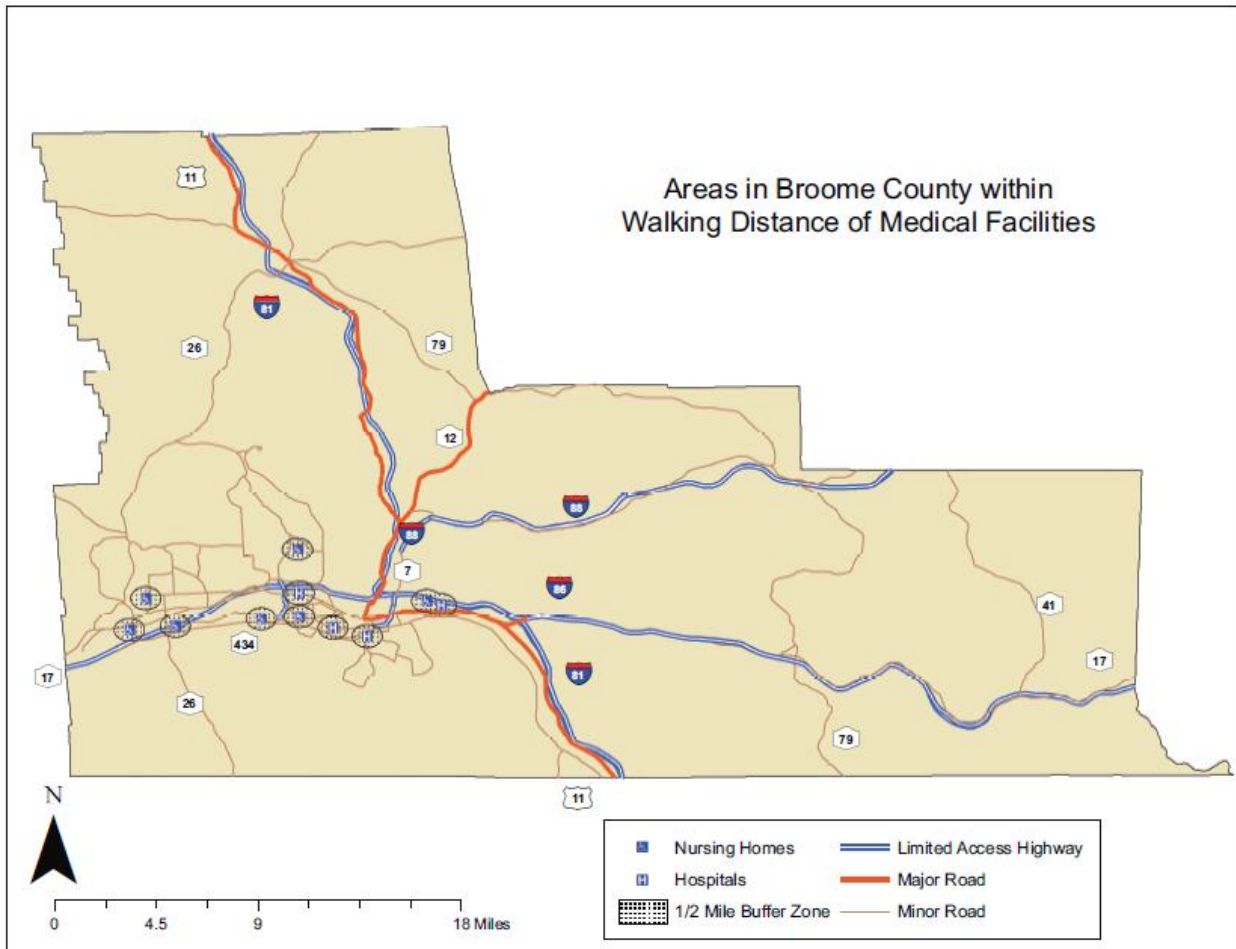 Areas in Broome County within
Walking Distance of Medical Facilities
11
81
26
79
12
88
88
7
86
41
434
17
17
26
81
79
11
N
0 4.5 9 18 Miles
Nursing Homes
Hospitals
1/2 Mile Buffer Zone
Limited Access Highway
Major Road
Minor Road
H
H
H
H
H